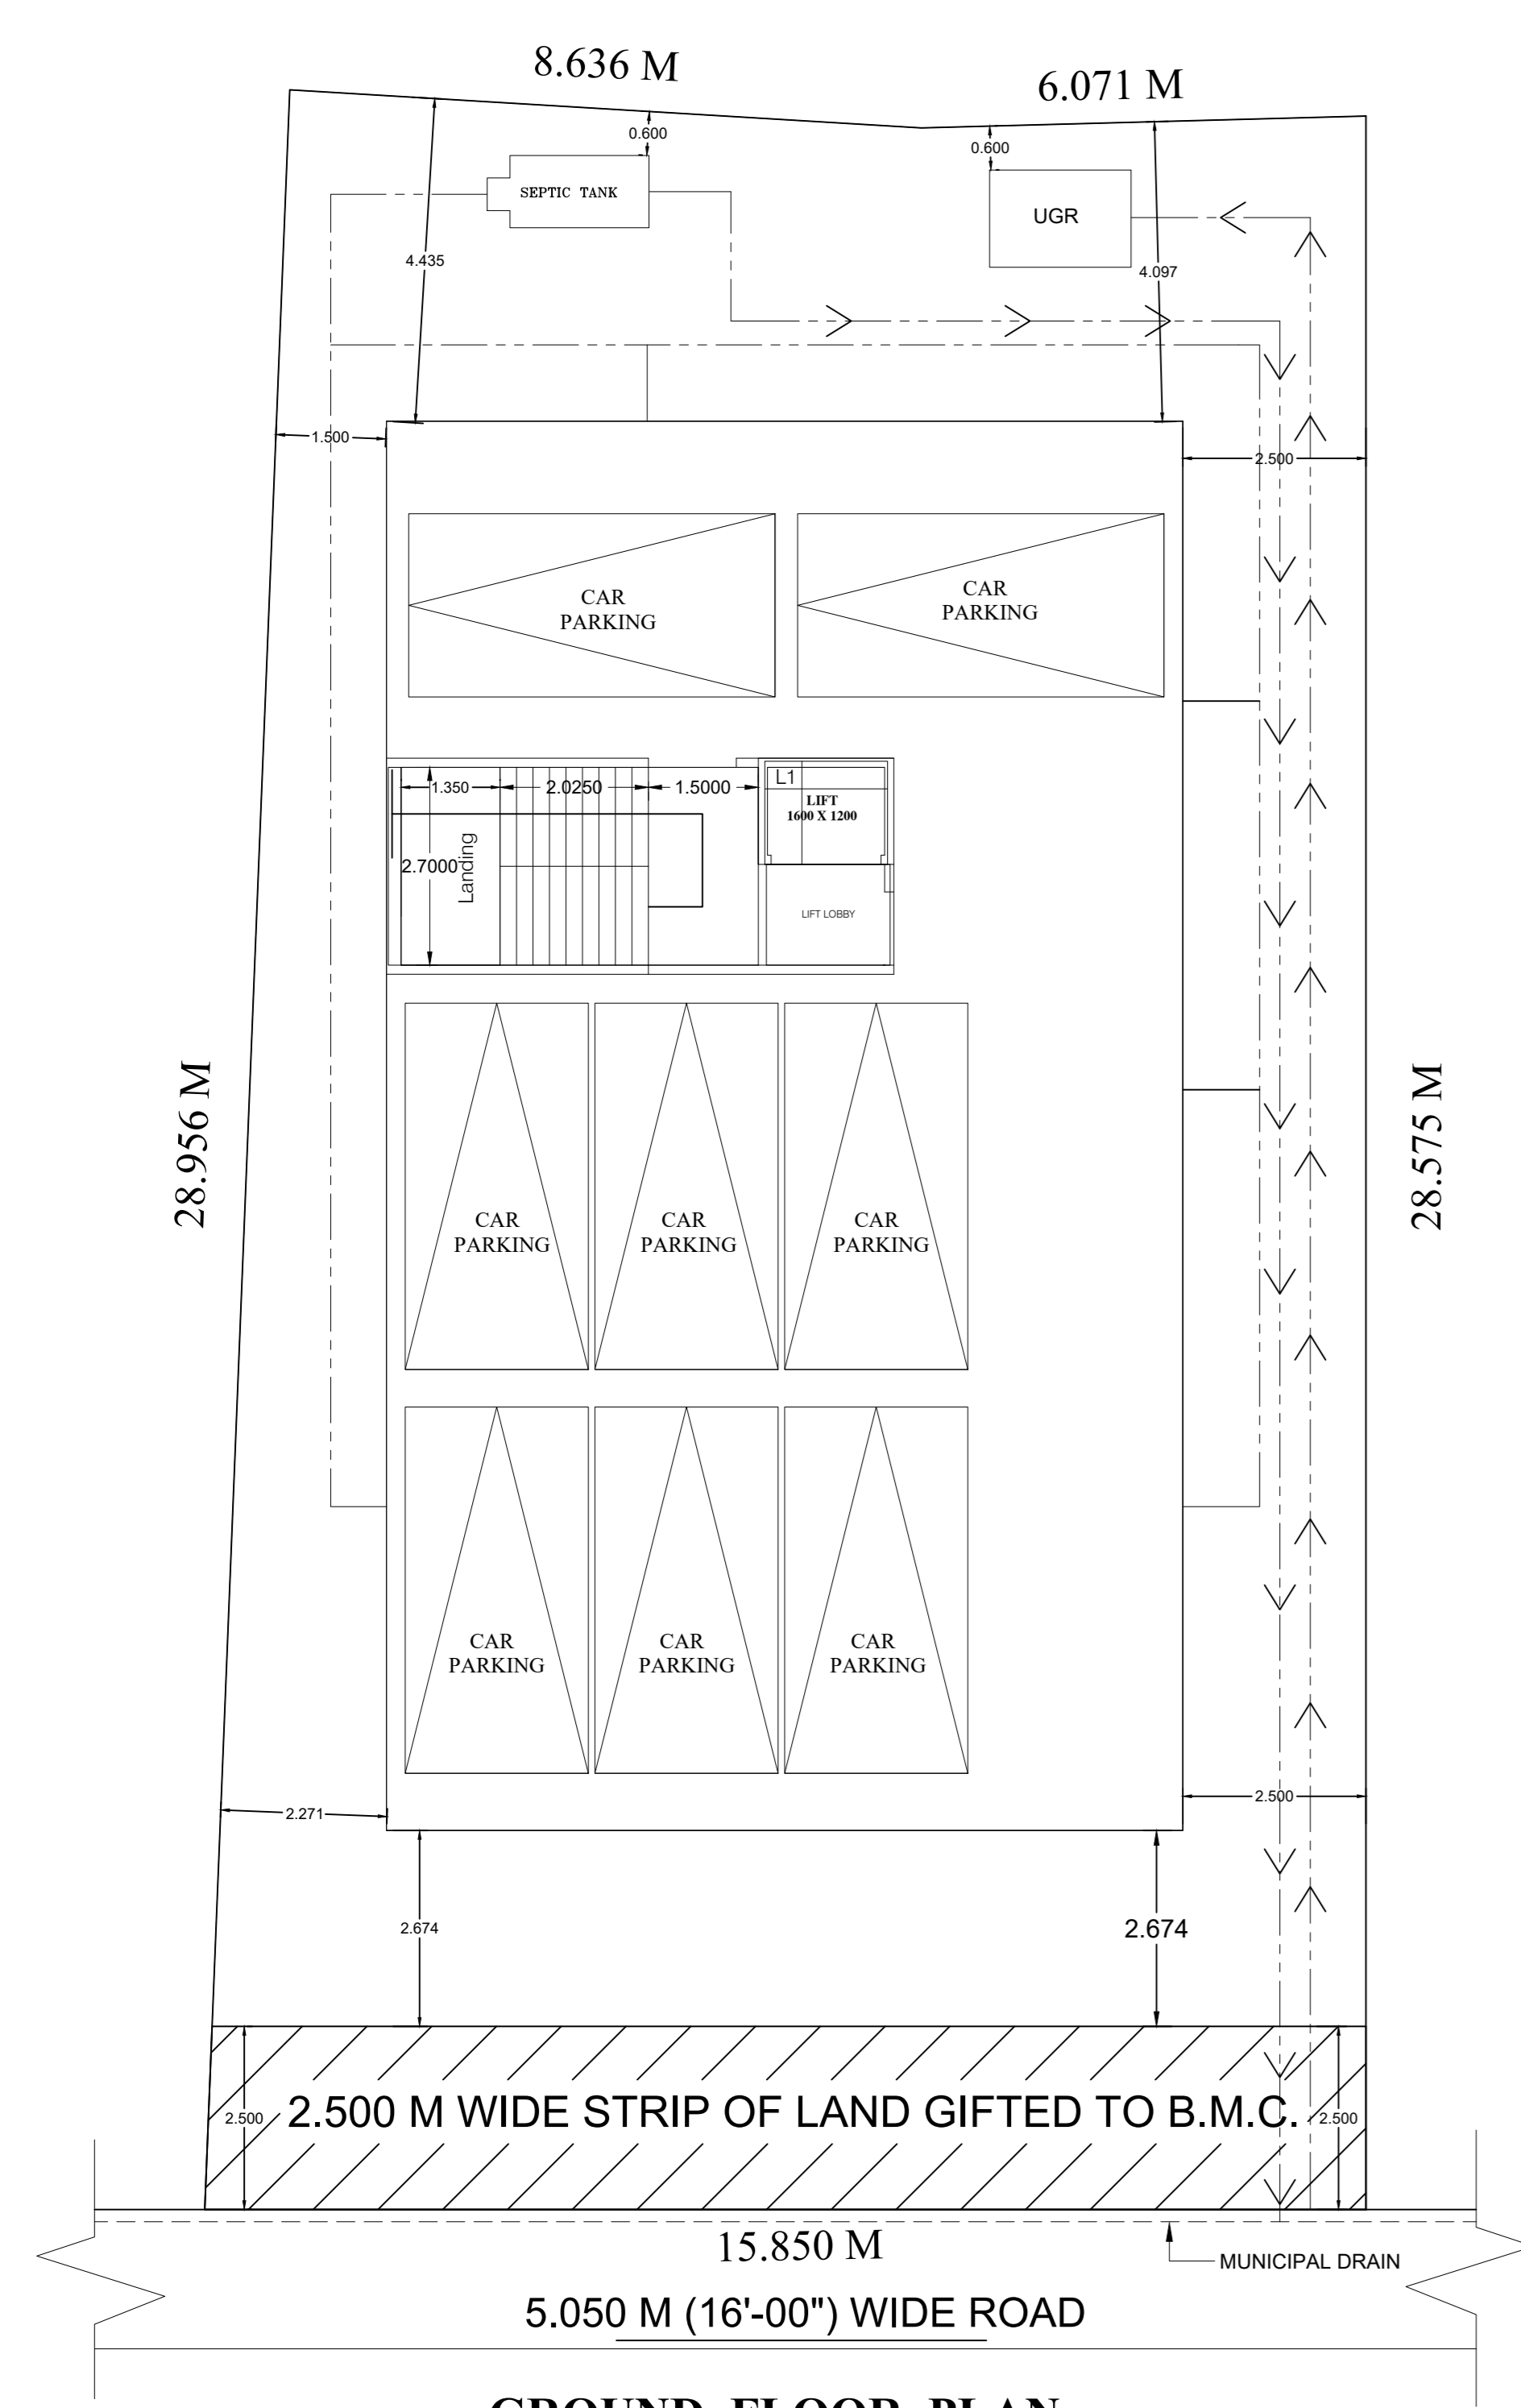 8.636 M
6.071 M
0.600
0.600
SEPTIC TANK
UGR
4.435
4.097
1.500
2.500
CAR
PARKING
CAR
PARKING
1.350
2.0250
1.5000
L1
LIFT
1600 X 1200
2.7000
Landing
LIFT LOBBY
28.956 M
28.575 M
CAR
PARKING
CAR
PARKING
CAR
PARKING
CAR
PARKING
CAR
PARKING
CAR
PARKING
2.271
2.500
2.674
2.674
2.500
2.500 M WIDE STRIP OF LAND GIFTED TO B.M.C.
2.500
15.850 M
MUNICIPAL DRAIN
5.050 M (16'-00") WIDE ROAD
GROUND FLOOR PLAN